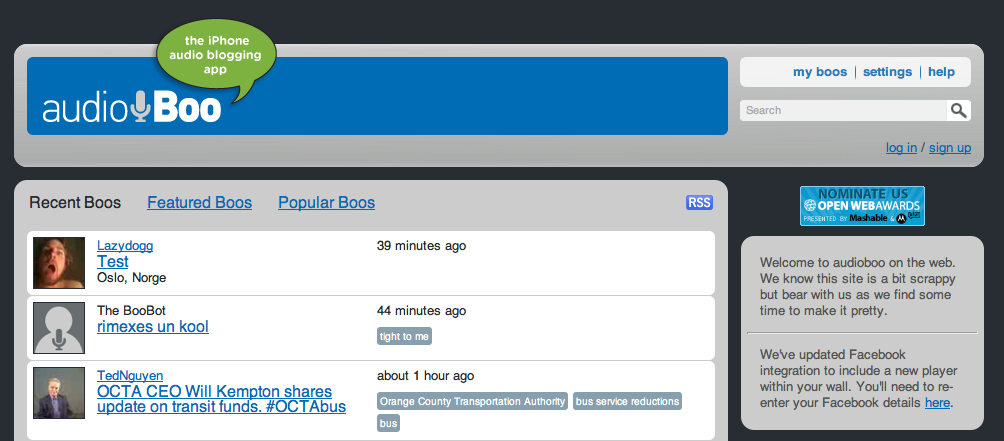 the iPhone
audio blogging
app
audioBoo
my boos | settings | help
Search
log in / sign up
Recent Boos Featured Boos Popular Boos RSS
NOMINATE US
OPEN WEB AWARDS
PRESENTED BY Mashable &
Lazydogg 39 minutes ago
Test
Oslo, Norge
The BooBot 44 minutes ago
rimexes un kool
tight to me
TedNguyen about 1 hour ago
OCTA CEO Will Kempton shares
update on transit funds. #OCTAbus
Orange County Transportation Authority bus service reductions
bus
Welcome to audioboo on the web.
We know this site is a bit scrappy
but bear with us as we find some
time to make it pretty.
We've updated Facebook
integration to include a new player
within your wall. You'll need to re-
enter your Facebook details here.